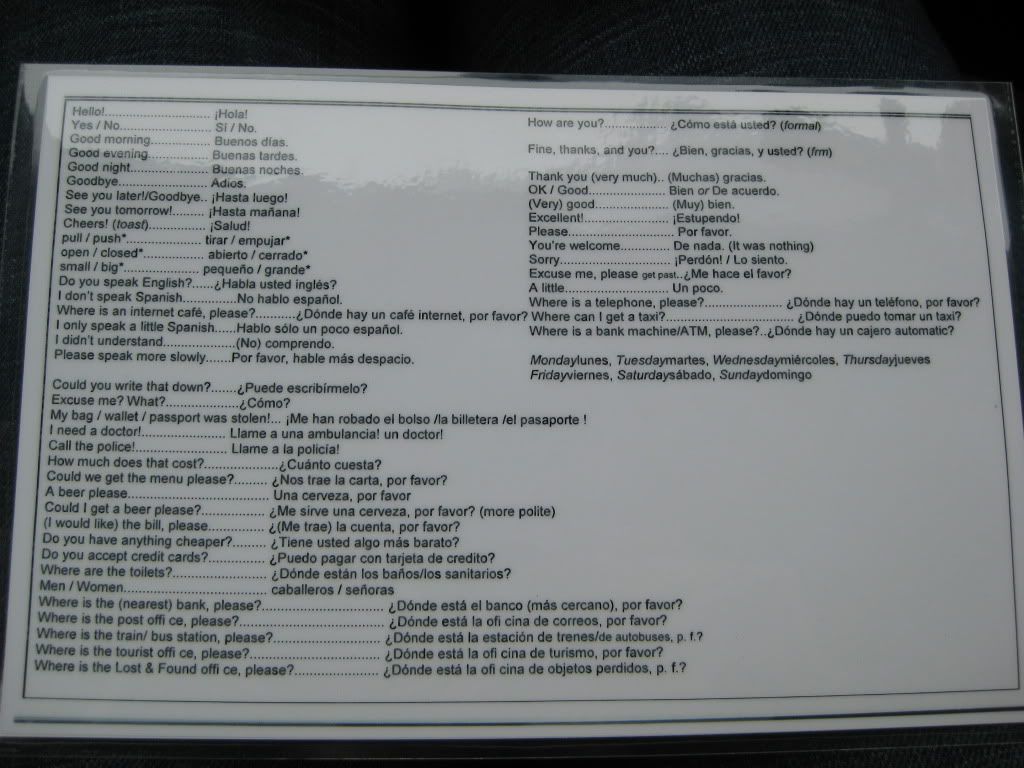 Hello!............................ ¡Hola!
Yes / No........................ Sí / No.
Good morning................ Buenos días.
Good evening................ Buenas tardes.
Good night..................... Buenas noches.
Goodbye........................ Adios.
See you later!/Goodbye.. ¡Hasta luego!
See you tomorrow!......... ¡Hasta mañana!
Cheers! (toast)............... ¡Salud!
pull / push*.................... tirar / empujar*
open / closed*................. abierto / cerrado*
small / big*.................... pequeño / grande*
Do you speak English?......¿Habla usted inglés?
I don't speak Spanish..............No hablo español.
Where is an internet café, please?...........¿Dónde hay un café internet, por favor?
I only speak a little Spanish......Hablo sólo un poco español.
I didn't understand...................(No) comprendo.
Please speak more slowly.......Por favor, hable más despacio.
Could you write that down?.......¿Puede escribírmelo?
Excuse me? What?....................¿Cómo?
My bag / wallet / passport was stolen!... ¡Me han robado el bolso /la billetera /el pasaporte !
I need a doctor!....................... Llame a una ambulancia! un doctor!
Call the police!......................... Llame a la policía!
How much does that cost?....................¿Cuánto cuesta?
Could we get the menu please?......... ¿Nos trae la carta, por favor?
A beer please...................................... Una cerveza, por favor
Could I get a beer please?.................. ¿Me sirve una cerveza, por favor? (more polite)
(I would like) the bill, please............... ¿(Me trae) la cuenta, por favor?
Do you have anything cheaper?......... ¿Tiene usted algo más barato?
Do you accept credit cards?............... ¿Puedo pagar con tarjeta de credito?
Where are the toilets?......................... ¿Dónde están los baños/los sanitarios?
Men / Women...................................... caballeros / señoras
Where is the (nearest) bank, please?................................. ¿Dónde está el banco (más cercano), por favor?
Where is the post offi ce, please?....................................... ¿Dónde está la ofi cina de correos, por favor?
Where is the train/ bus station, please?............................. ¿Dónde está la estación de trenes/de autobuses, p. f.?
Where is the tourist offi ce, please?................................... ¿Dónde está la ofi cina de turismo, por favor?
Where is the Lost & Found offi ce, please?....................... ¿Dónde está la ofi cina de objetos perdidos, p. f.?
How are you?................. ¿Cómo está usted? (formal)
Fine, thanks, and you?.... ¿Bien, gracias, y usted? (frm)
Thank you (very much).. (Muchas) gracias.
OK / Good..................... Bien or De acuerdo.
(Very) good.................... (Muy) bien.
Excellent!....................... ¡Estupendo!
Please............................. Por favor.
You're welcome............. De nada. (It was nothing)
Sorry............................... ¡Perdón! / Lo siento.
Excuse me, please get past..¿Me hace el favor?
A little............................ Un poco.
Where is a telephone, please?..................... ¿Dónde hay un teléfono, por favor?
Where can I get a taxi?................................... ¿Dónde puedo tomar un taxi?
Where is a bank machine/ATM, please?..¿Dónde hay un cajero automatic?
Mondaylunes, Tuesdaymartes, Wednesdaymiércoles, Thursdayjueves
Fridayviernes, Saturdaysábado, Sundaydomingo